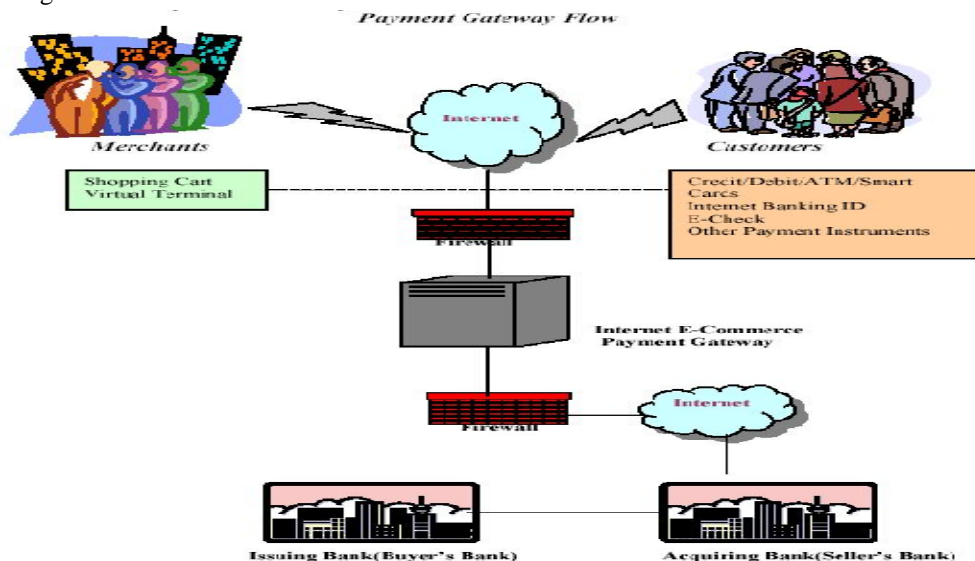 Payment Gateway Flow
Internet
Merchants
Customers
Shopping Cart
Virtual Terminal
Crecit/Debit/ATM/Smart
Carcs
Internet Banking ID
E-Check
Other Payment Instruments
Firewall
Internet E-Commerce
Payment Gateway
Internet
Firewall
Issuing Bank(Buyer's Bank)
Acquiring Bank(Seller's Bank)